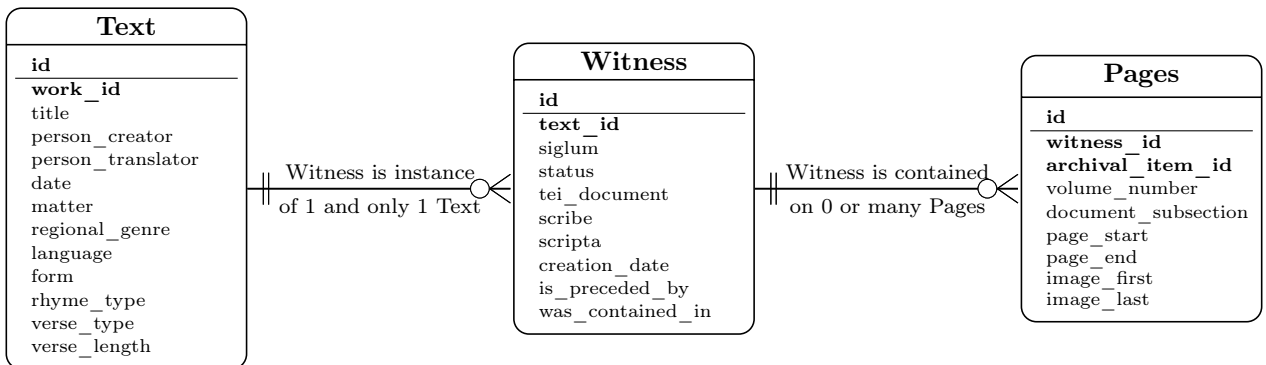 Text
id
work_id
title
person_creator
person_translator
date
matter
regional_genre
language
form
rhyme_type
verse_type
verse_length
Witness is instance
of 1 and only 1 Text
Witness
id
text_id
siglum
status
tei_document
scribe
scripta
creation_date
is_preceded_by
was_contained_in
Witness is contained
on 0 or many Pages
Pages
id
witness_id
archival_item_id
volume_number
document_subsection
page_start
page_end
image_first
image_last